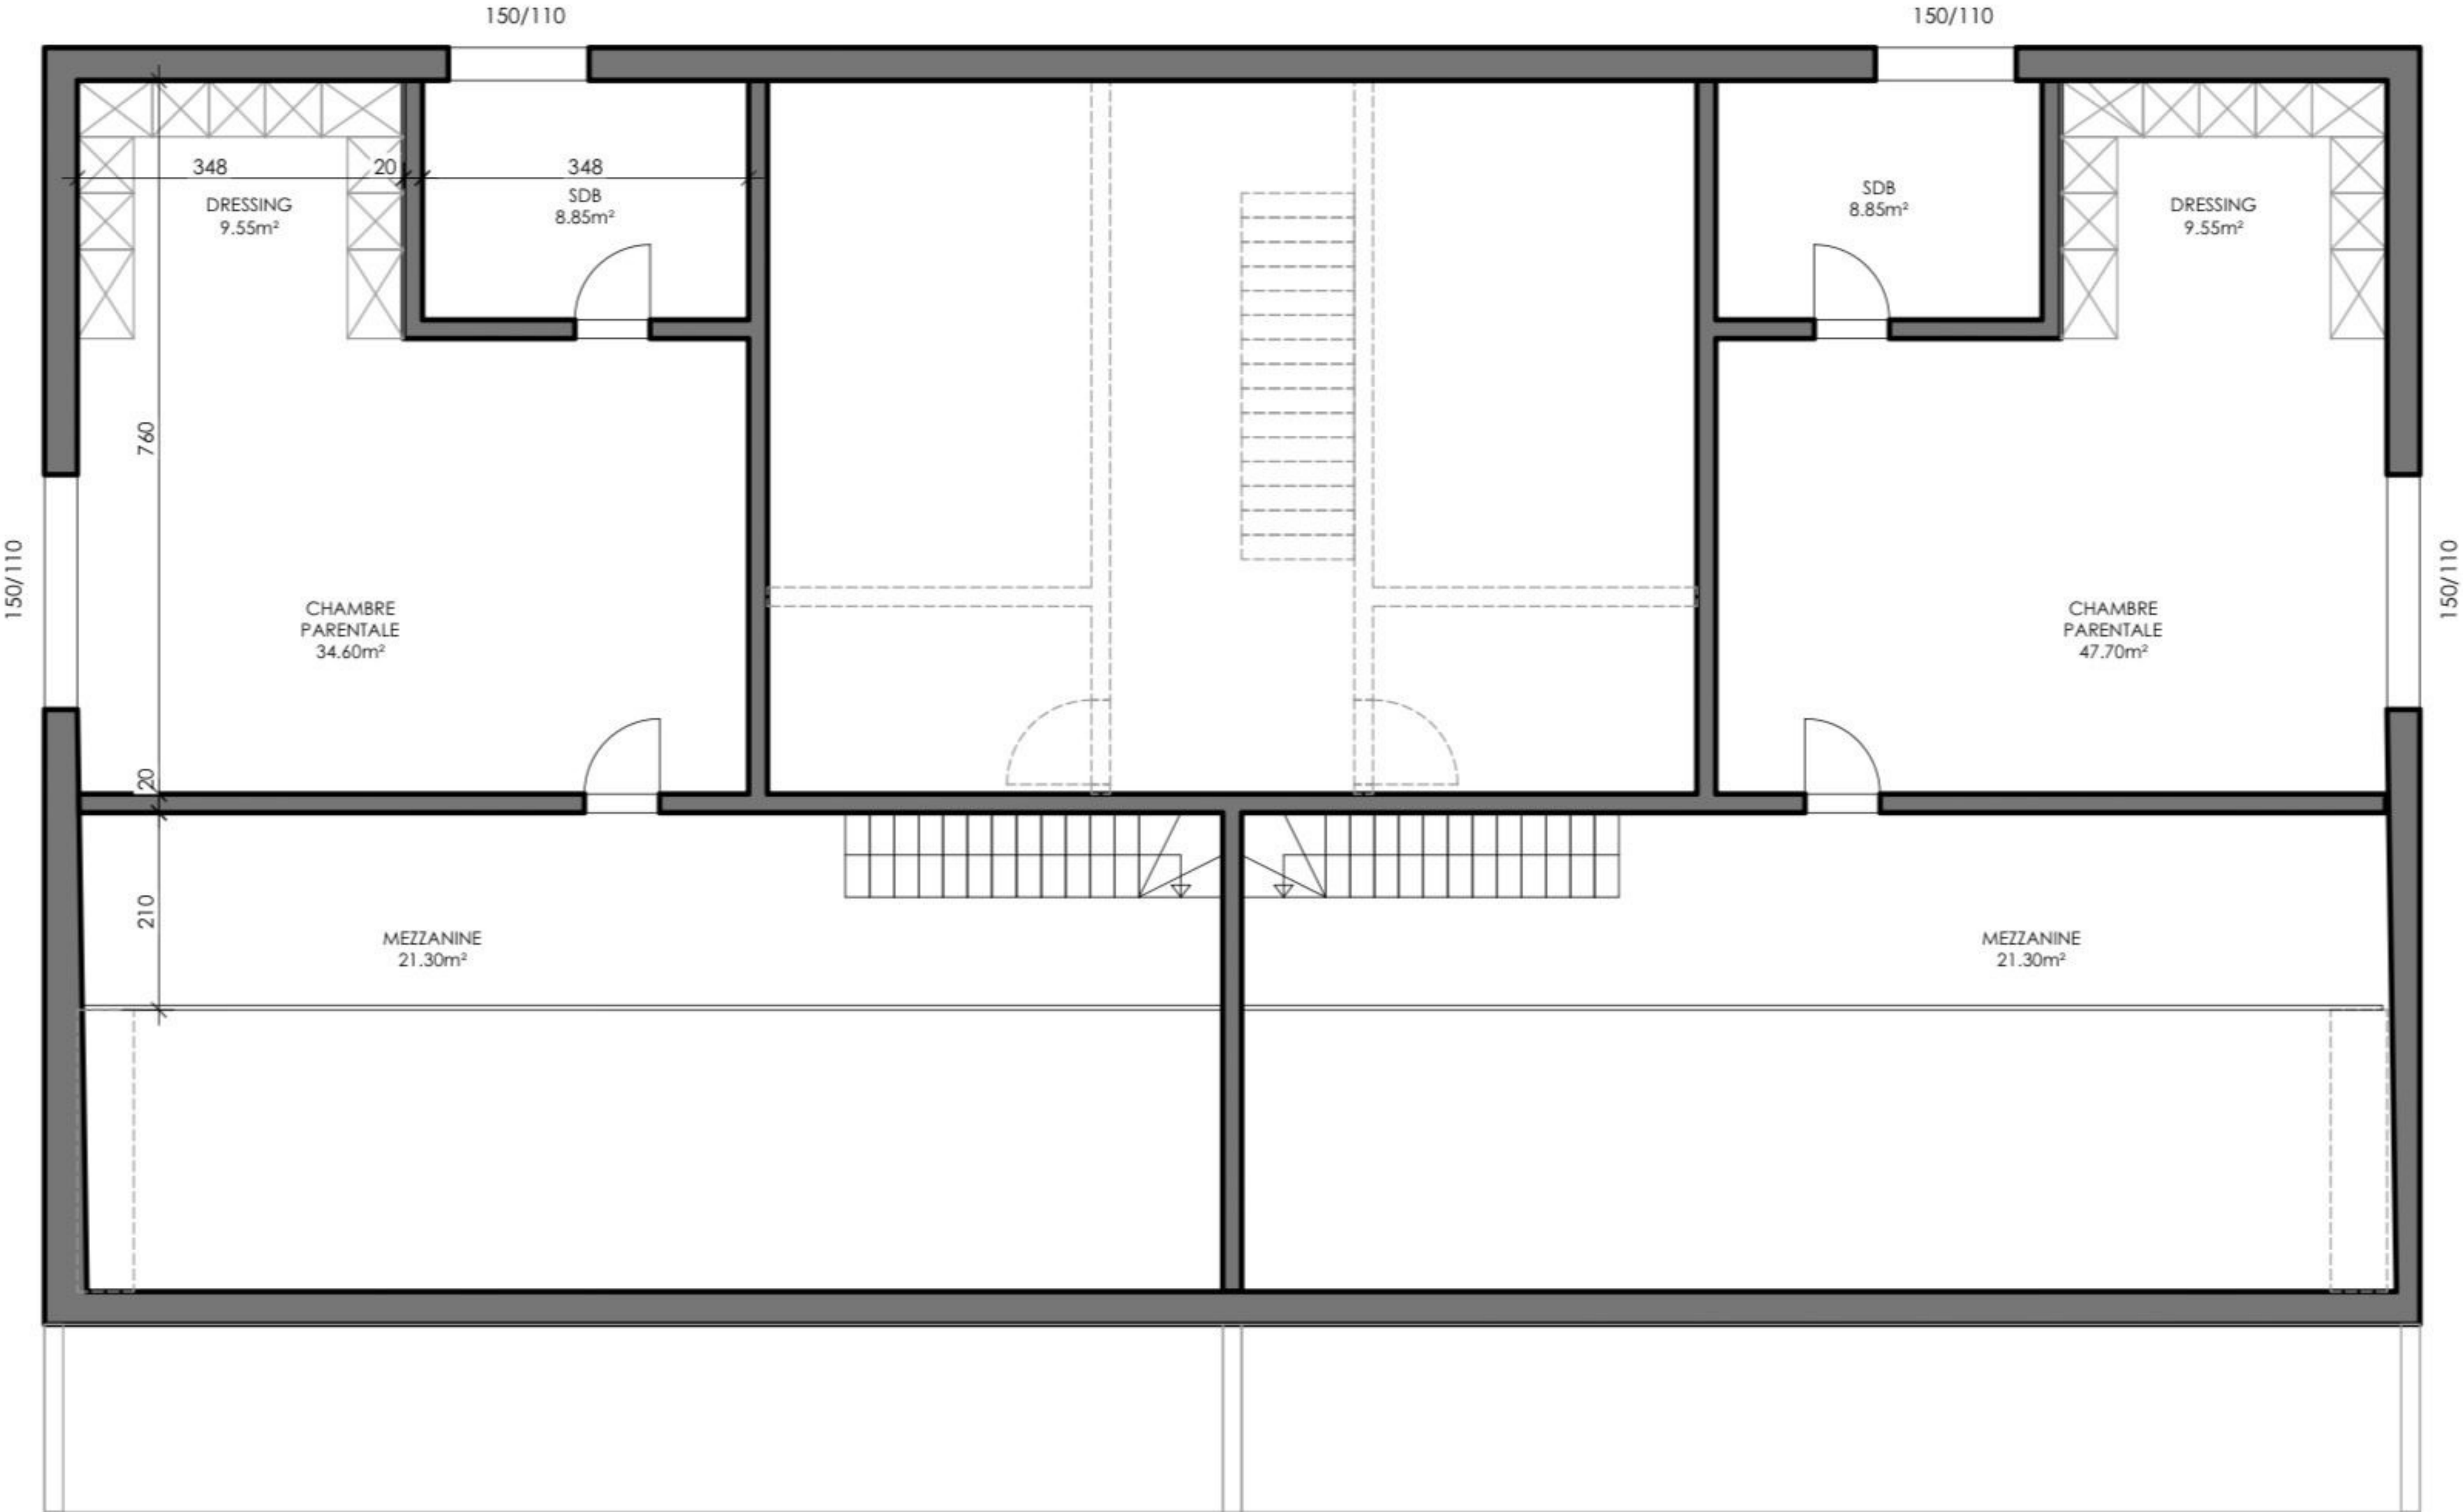 150/110
150/110
348
20
348
DRESSING
9.55m²
SDB
8.85m²
SDB
8.85m²
DRESSING
9.55m²
760
150/110
150/110
CHAMBRE
PARENTALE
34.60m²
CHAMBRE
PARENTALE
47.70m²
20
210
MEZZANINE
21.30m²
MEZZANINE
21.30m²